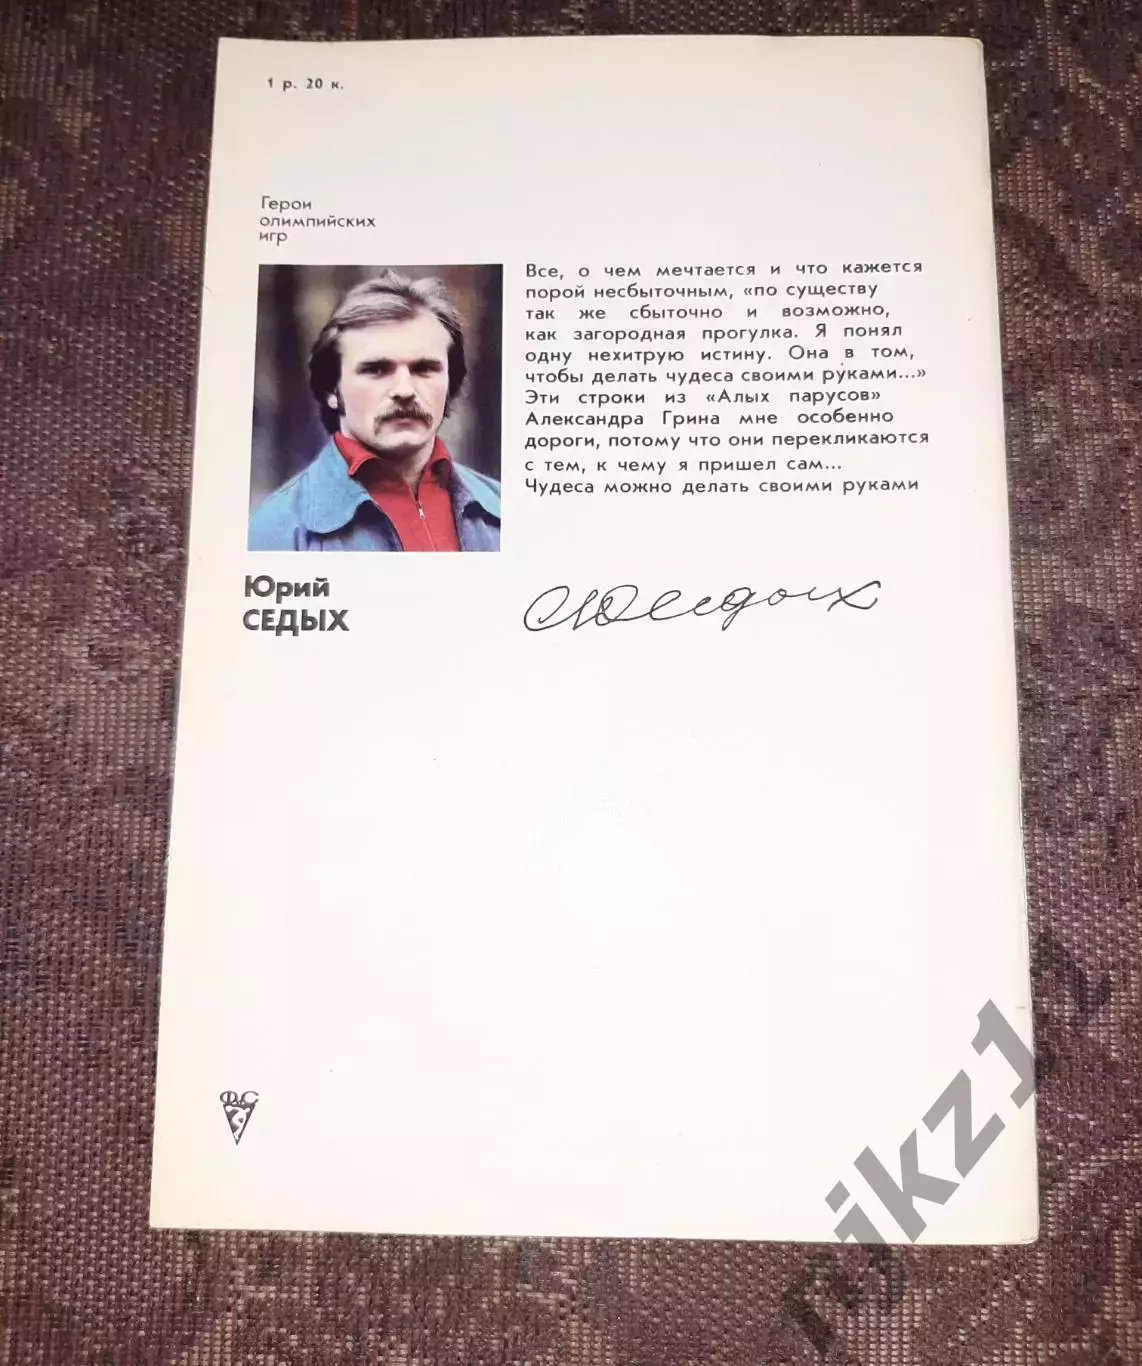 1 р. 20 к.
Герои
олимпийских
игр
Все, о чем мечтается и что кажется
порой несбыточным, «по существу
так же сбыточно и возможно,
как загородная прогулка. Я понял
одну нехитрую истину. Она в том,
чтобы делать чудеса своими руками...»
Эти строки из «Алых парусов»
Александра Грина мне особенно
дороги, потому что они перекликаются
с тем, к чему я пришел сам...
Чудеса можно делать своими руками
Юрий
СЕДЫХ
ФиС